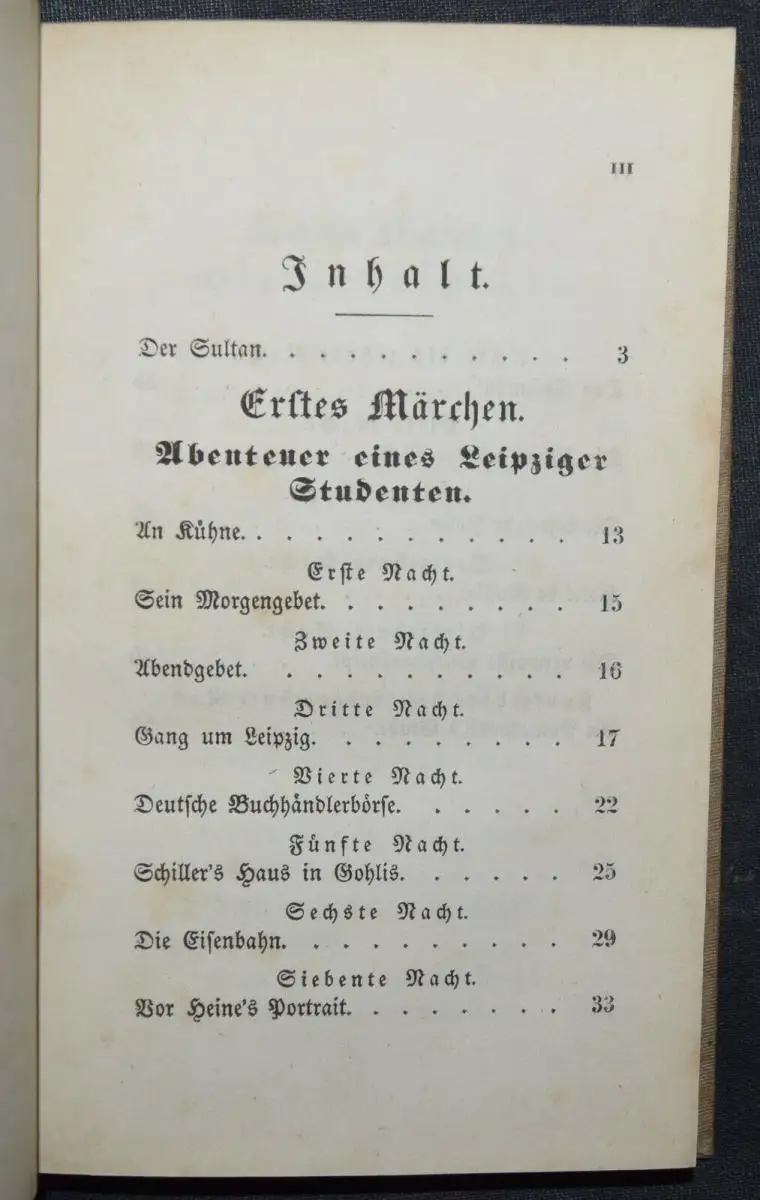 III
Inhalt.
Der Sultan. . . . . . . . . . . 3
Erstes Märchen.
Abenteuer eines Leipziger
Studenten.
An Kühne. . . . . . . . . . . . 13
Erste Nacht.
Sein Morgengebet. . . . . . . . . 15
Zweite Nacht.
Abendgebet. . . . . . . . . . . 16
Dritte Nacht.
Gang um Leipzig. . . . . . . . . 17
Vierte Nacht.
Deutsche Buchhändlerbörse. . . . . . 22
Fünfte Nacht.
Schiller's Haus in Gohlis. . . . . . 25
Sechste Nacht.
Die Eisenbahn. . . . . . . . . . 29
Siebente Nacht.
Vor Heine's Portrait. . . . . . . . 33